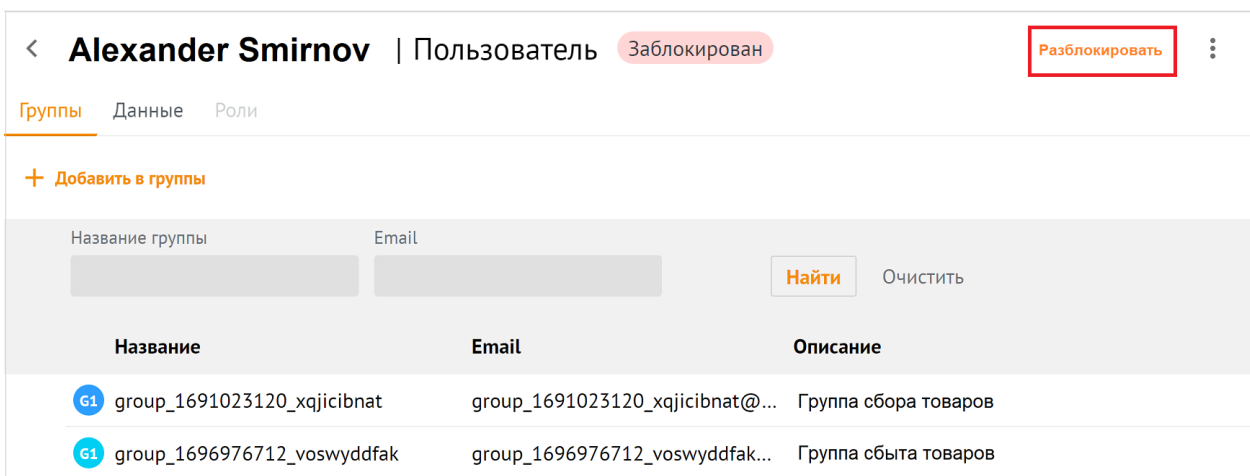 Alexander Smirnov | Пользователь Заблокирован Разблокировать
Группы Данные Роли
+ Добавить в группы
Название группы Email
Найти Очистить
Название Email Описание
G1 group_1691023120_xqjicibnat group_1691023120_xqjicibnat@... Группа сбора товаров
G1 group_1696976712_voswyddfak group_1696976712_voswyddfak... Группа сбыта товаров